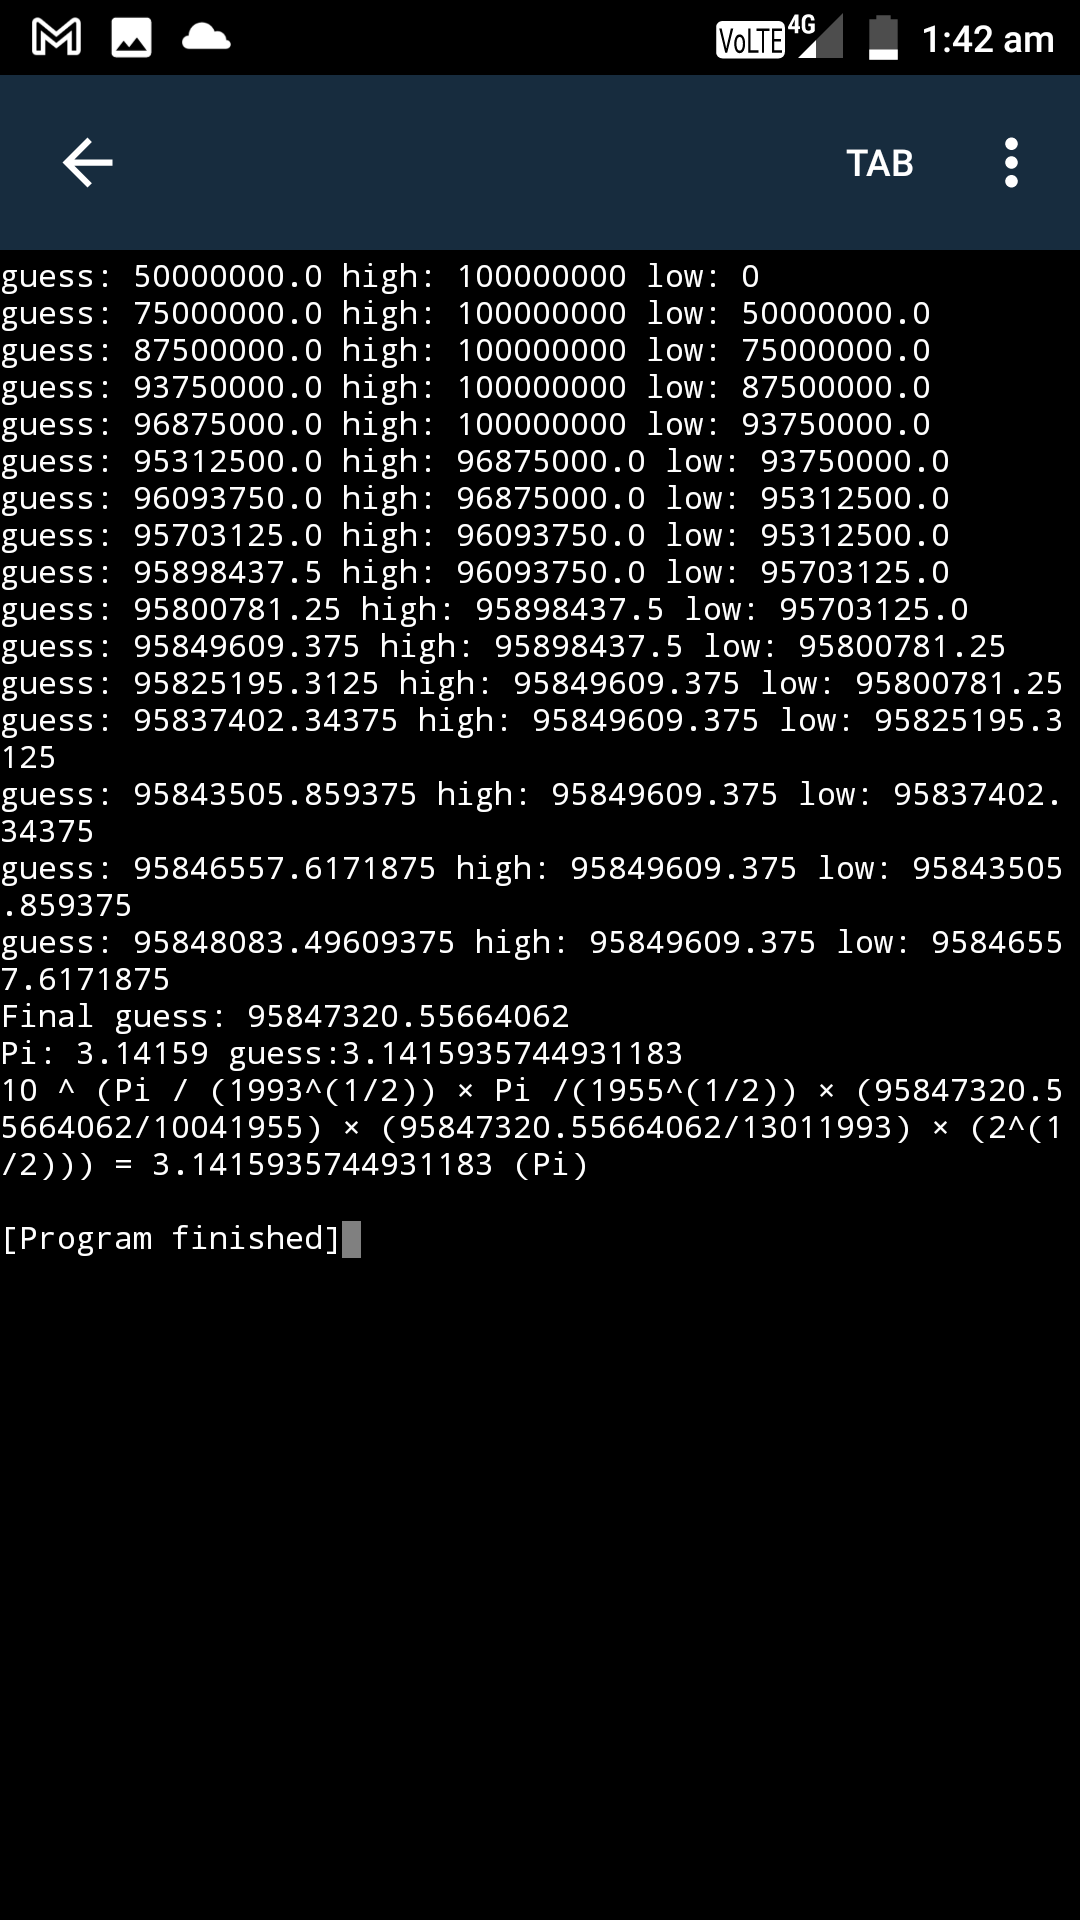 VoLTE 4G 1:42 am
TAB
guess: 50000000.0 high: 100000000 low: 0
guess: 75000000.0 high: 100000000 low: 50000000.0
guess: 87500000.0 high: 100000000 low: 75000000.0
guess: 93750000.0 high: 100000000 low: 87500000.0
guess: 96875000.0 high: 100000000 low: 93750000.0
guess: 95312500.0 high: 96875000.0 low: 93750000.0
guess: 96093750.0 high: 96875000.0 low: 95312500.0
guess: 95703125.0 high: 96093750.0 low: 95312500.0
guess: 95898437.5 high: 96093750.0 low: 95703125.0
guess: 95800781.25 high: 95898437.5 low: 95703125.0
guess: 95849609.375 high: 95898437.5 low: 95800781.25
guess: 95825195.3125 high: 95849609.375 low: 95800781.25
guess: 95837402.34375 high: 95849609.375 low: 95825195.3
125
guess: 95843505.859375 high: 95849609.375 low: 95837402.
34375
guess: 95846557.6171875 high: 95849609.375 low: 95843505
.859375
guess: 95848083.49609375 high: 95849609.375 low: 9584655
7.6171875
Final guess: 95847320.55664062
Pi: 3.14159 guess:3.1415935744931183
10 ^ (Pi / (1993^(1/2)) × Pi /(1955^(1/2)) × (95847320.5
5664062/10041955) × (95847320.55664062/13011993) × (2^(1
/2))) = 3.1415935744931183 (Pi)
[Program finished]